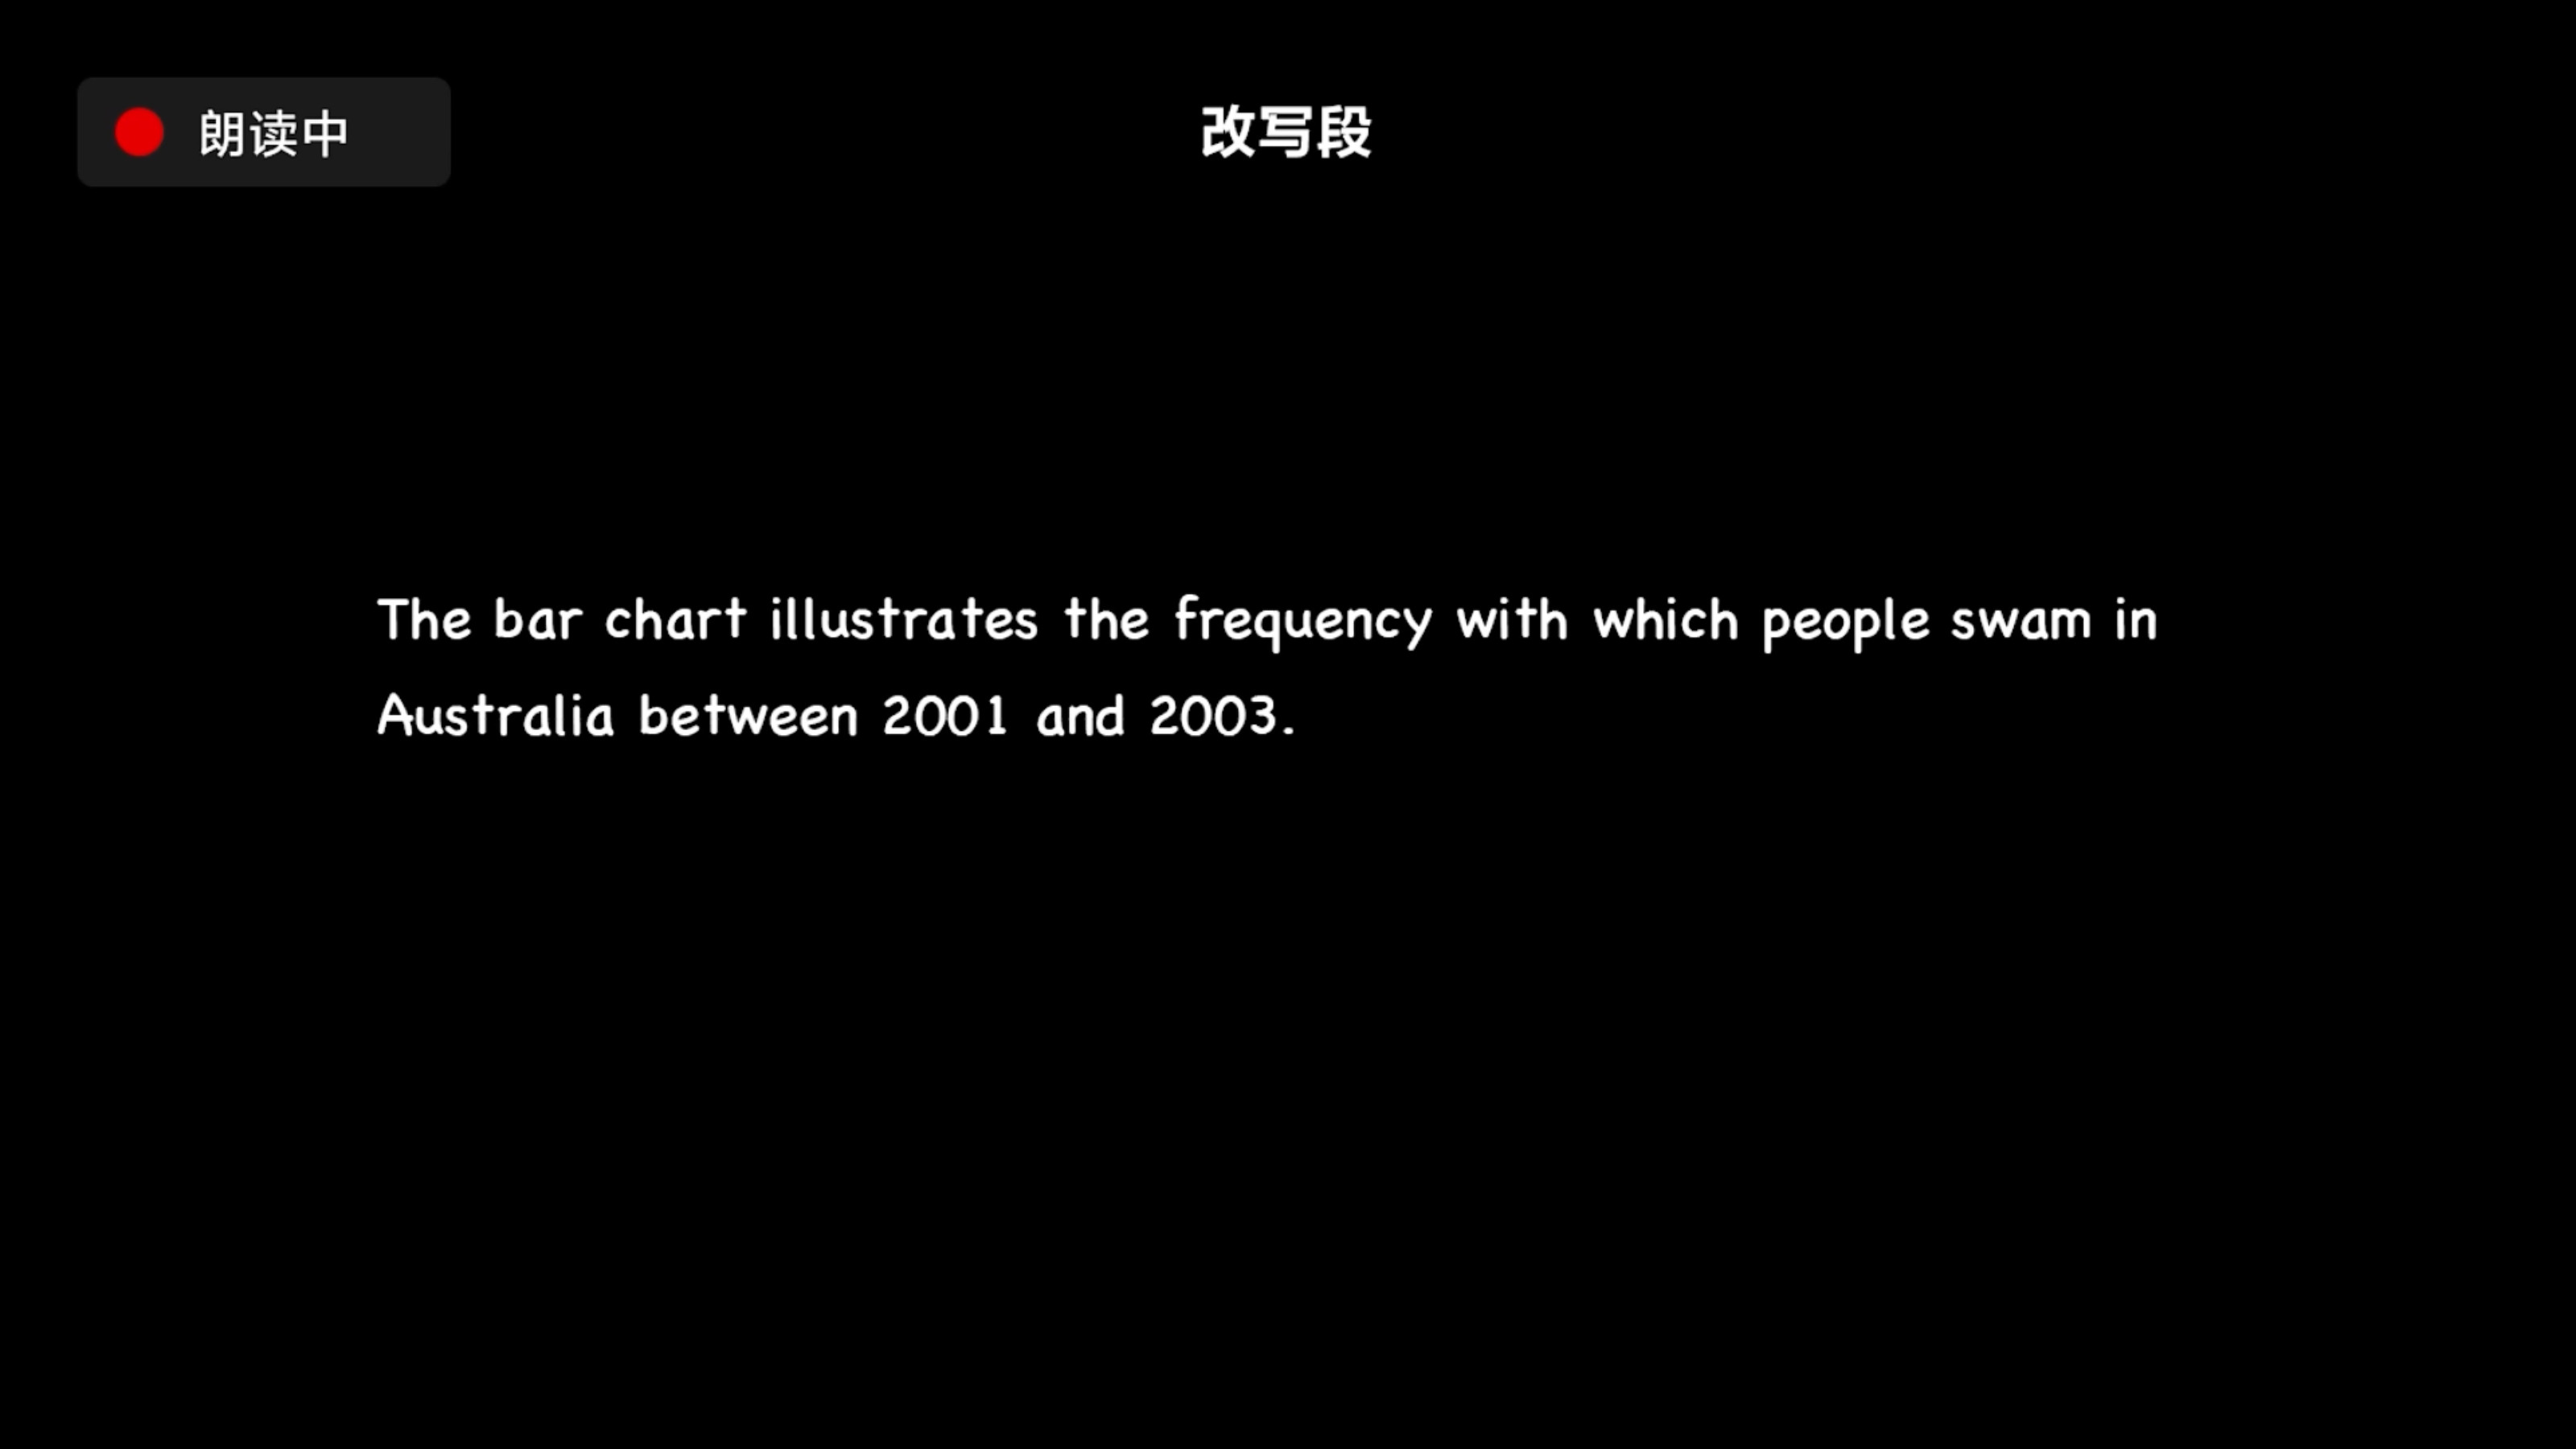 朗读中
改写段
The bar chart illustrates the frequency with which people swam in
Australia between 2001 and 2003.